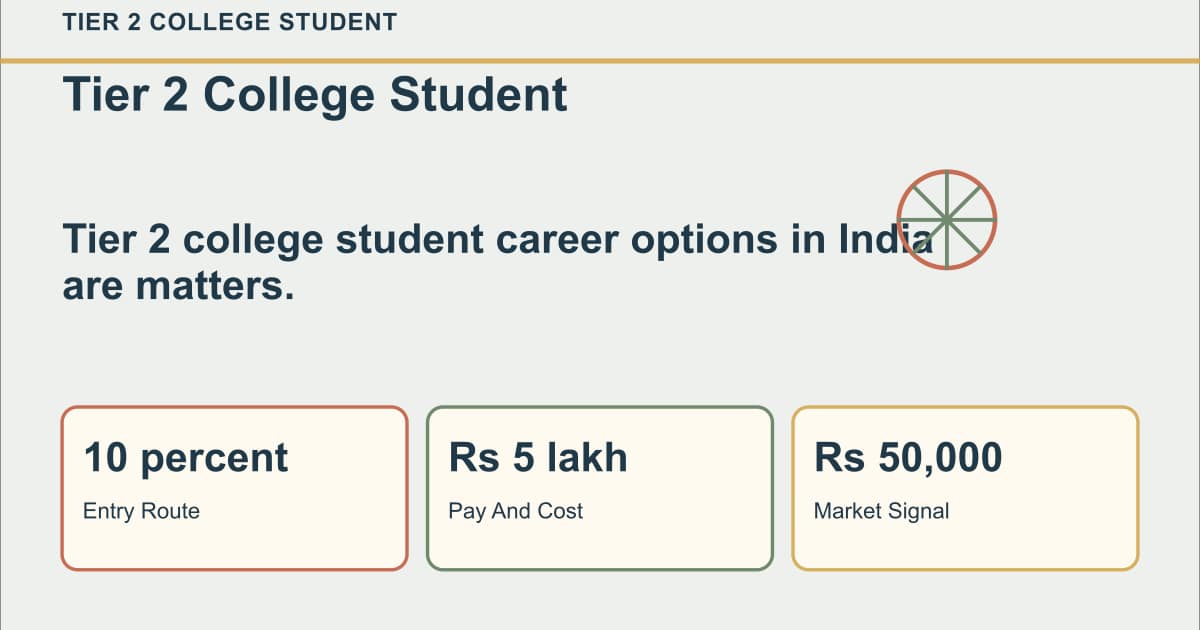 TIER 2 COLLEGE STUDENT
Tier 2 College Student
Tier 2 college student career options in India
are matters.
10 percent
Entry Route
Rs 5 lakh
Pay And Cost
Rs 50,000
Market Signal